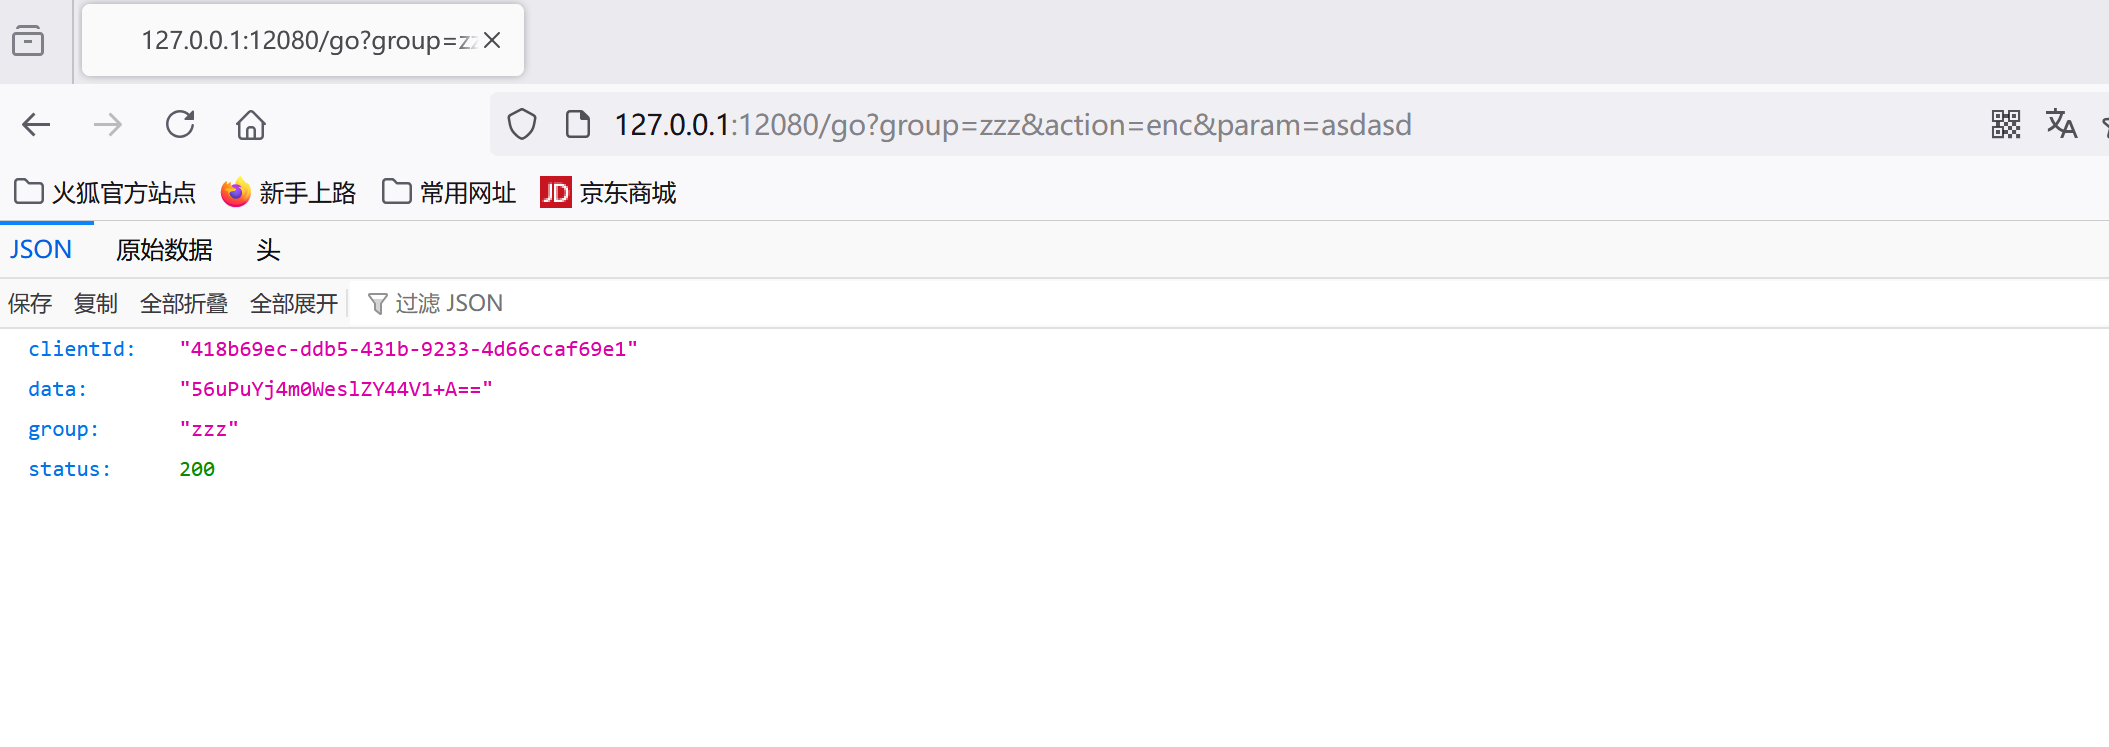 127.0.0.1:12080/go?group=zz
127.0.0.1:12080/go?group=zzz&action=enc&param=asdasd
火狐官方站点 新手上路 常用网址 JD 京东商城
JSON 原始数据 头
保存 复制 全部折叠 全部展开 过滤 JSON
clientId: "418b69ec-ddb5-431b-9233-4d66ccaf69e1"
data: "56uPuYj4m0WeslZY44V1+A=="
group: "zzz"
status: 200